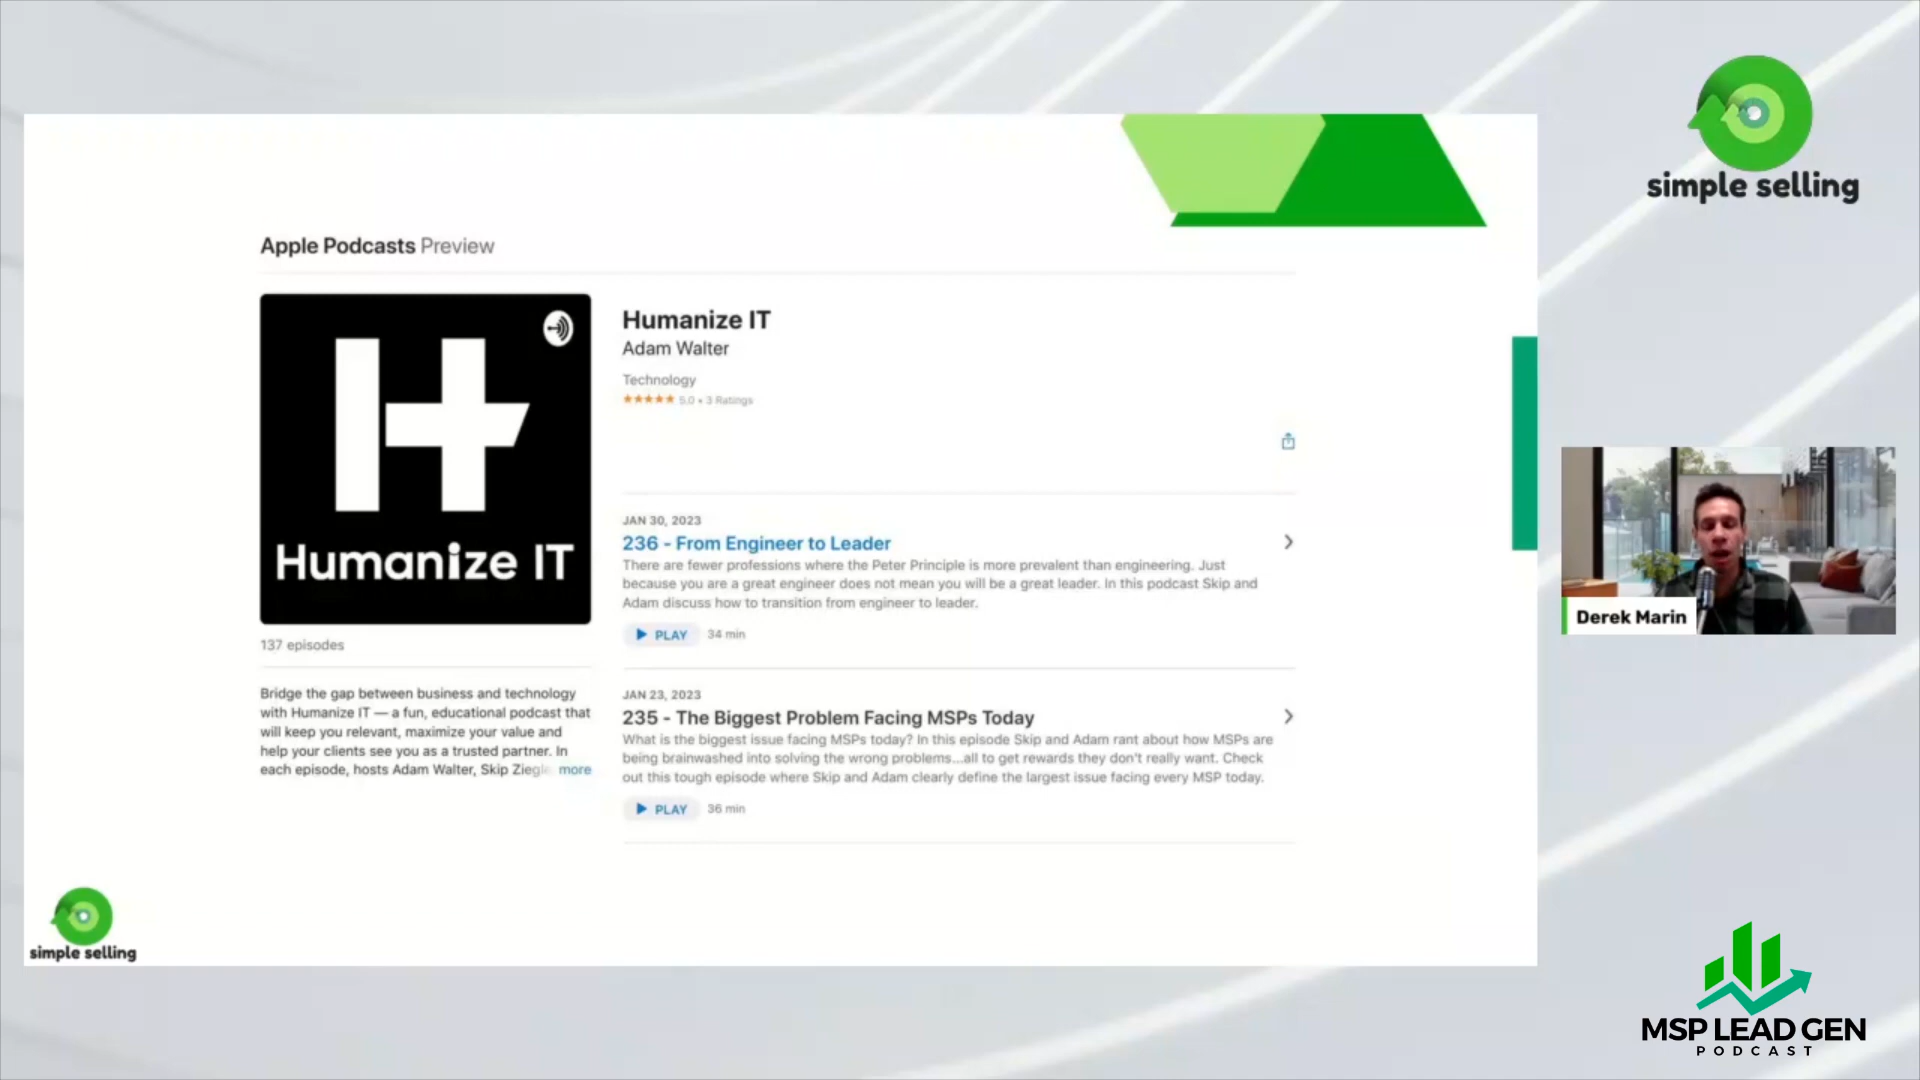 simple selling
Apple Podcasts Preview
Humanize IT
137 episodes
Bridge the gap between business and technology
with Humanize IT — a fun, educational podcast that
will keep you relevant, maximize your value and
help your clients see you as a trusted partner. In
each episode, hosts Adam Walter, Skip Ziegle more
Humanize IT
Adam Walter
Technology
★★★★★ 5.0 • 3 Ratings
JAN 30, 2023
236 - From Engineer to Leader
There are fewer professions where the Peter Principle is more prevalent than engineering. Just
because you are a great engineer does not mean you will be a great leader. In this podcast Skip and
Adam discuss how to transition from engineer to leader.
PLAY 34 min
JAN 23, 2023
235 - The Biggest Problem Facing MSPs Today
What is the biggest issue facing MSPs today? In this episode Skip and Adam rant about how MSPs are
being brainwashed into solving the wrong problems...all to get rewards they don't really want. Check
out this tough episode where Skip and Adam clearly define the largest issue facing every MSP today.
PLAY 36 min
Derek Marin
simple selling
MSP LEAD GEN
PODCAST